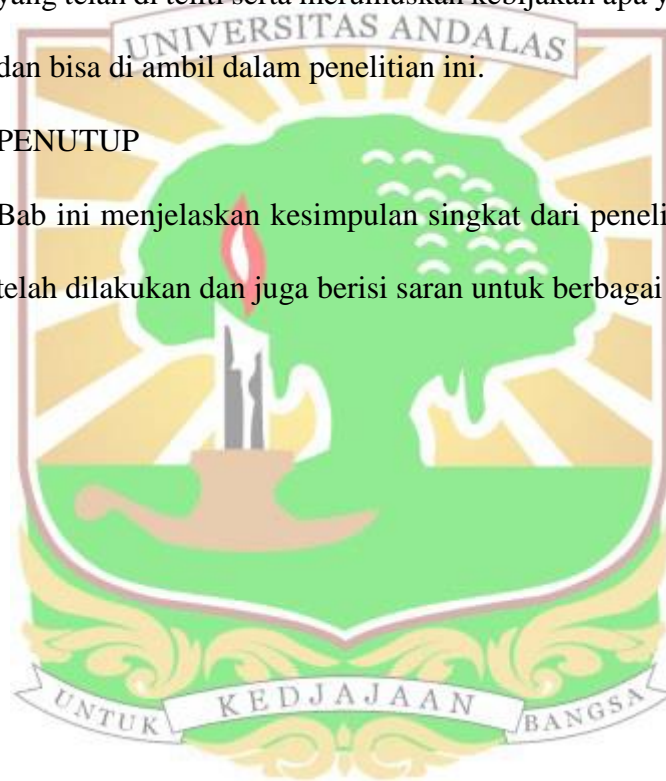 yang telah di teliti serta merumuskan kebijakan apa y
UNIVERSITAS ANDALAS
dan bisa di ambil dalam penelitian ini.
PENUTUP
Bab ini menjelaskan kesimpulan singkat dari peneli
telah dilakukan dan juga berisi saran untuk berbagai
UNTUK KEDJAJAAN BANGSA